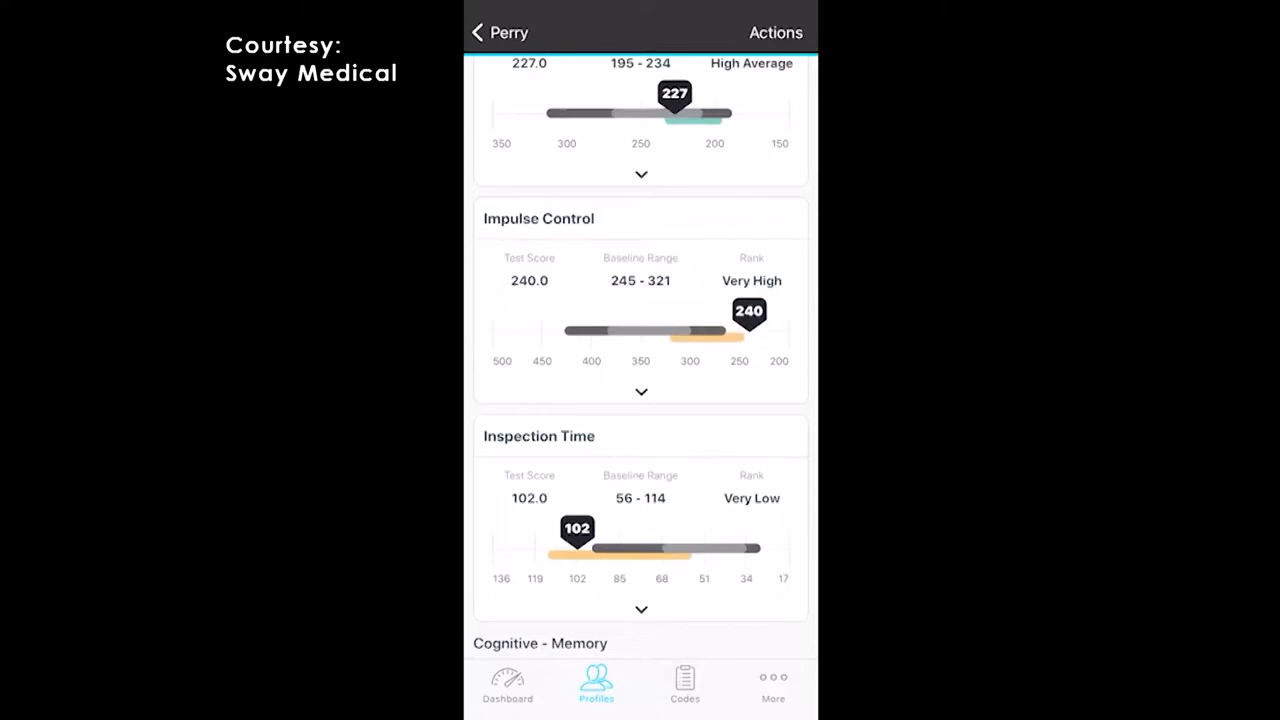 Courtesy:
Sway Medical
Perry Actions
227.0 195 - 234 High Average
227
350 300 250 200 150
Impulse Control
Test Score Baseline Range Rank
240.0 245 - 321 Very High
240
500 450 400 350 300 250 200
Inspection Time
Test Score Baseline Range Rank
102.0 56 - 114 Very Low
102
136 119 102 85 68 51 34 17
Cognitive - Memory
Dashboard Profiles Codes More